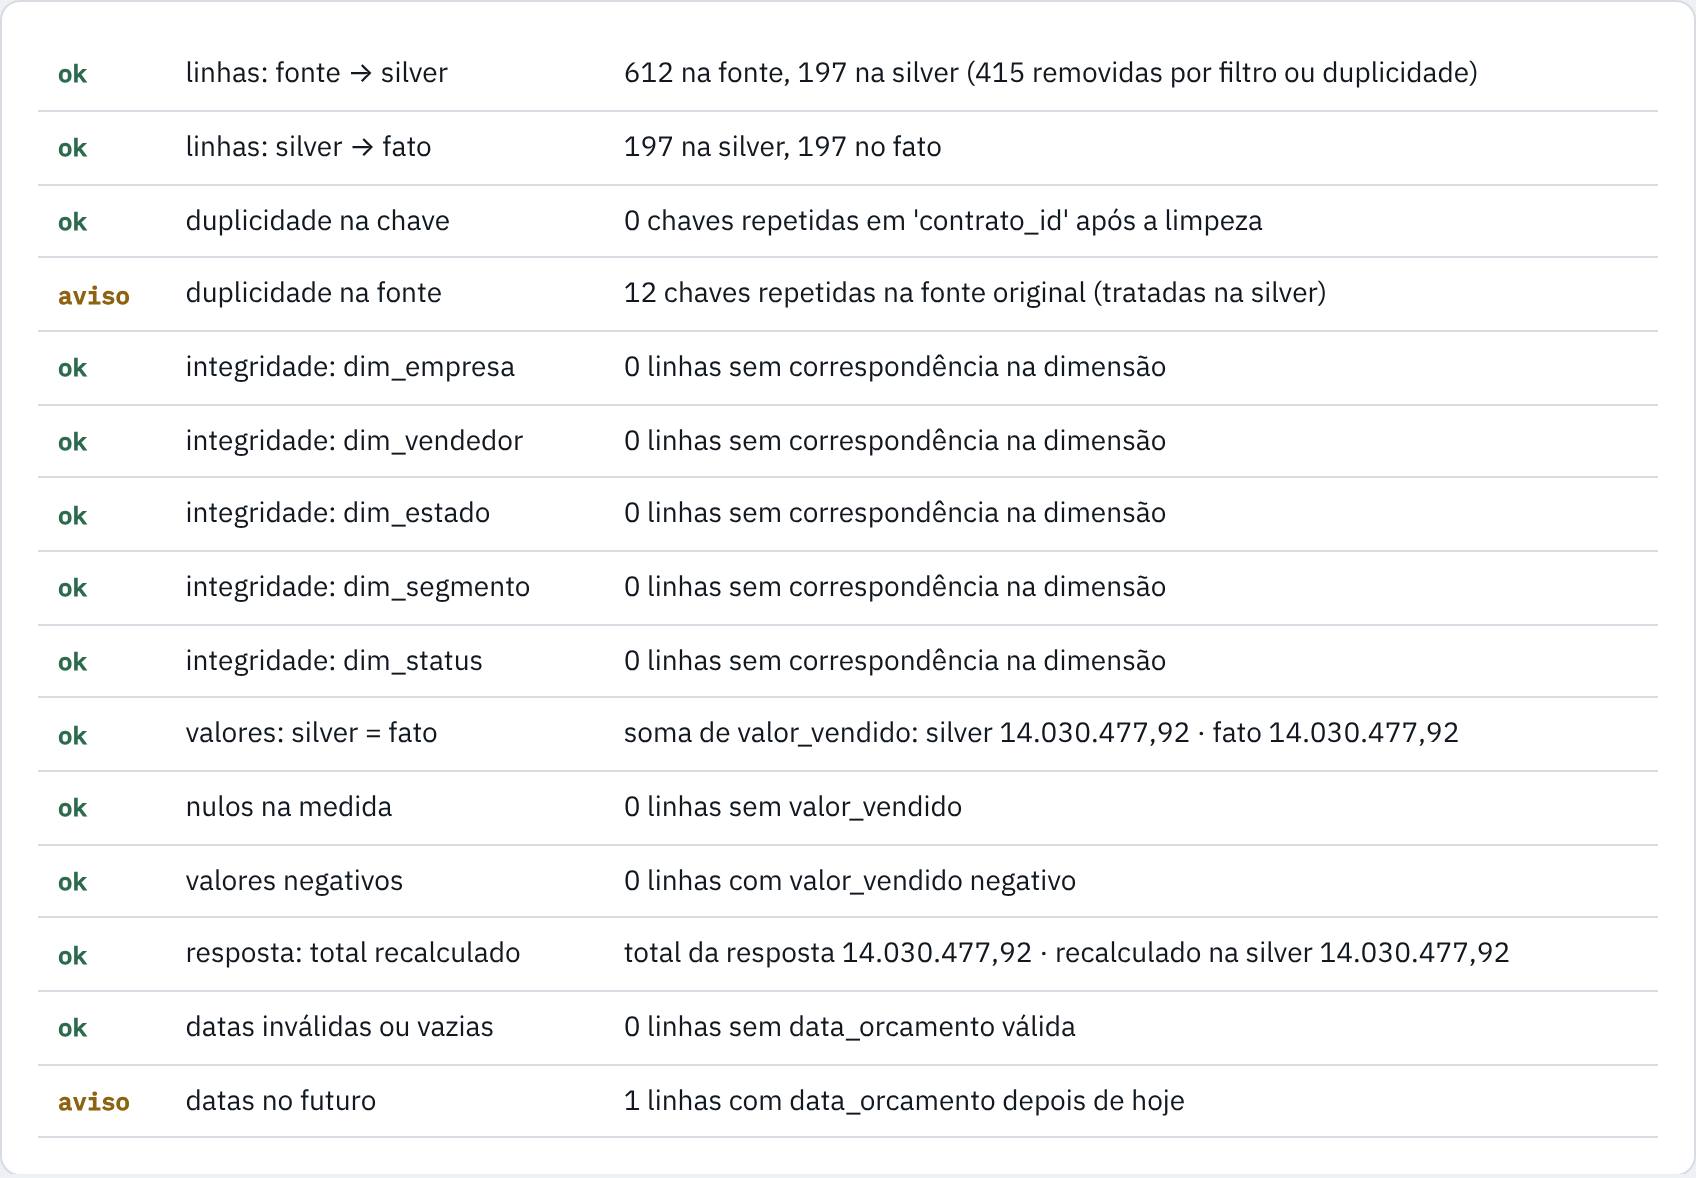 ok linhas: fonte → silver 612 na fonte, 197 na silver (415 removidas por filtro ou duplicidade)
ok linhas: silver → fato 197 na silver, 197 no fato
ok duplicidade na chave 0 chaves repetidas em 'contrato_id' após a limpeza
aviso duplicidade na fonte 12 chaves repetidas na fonte original (tratadas na silver)
ok integridade: dim_empresa 0 linhas sem correspondência na dimensão
ok integridade: dim_vendedor 0 linhas sem correspondência na dimensão
ok integridade: dim_estado 0 linhas sem correspondência na dimensão
ok integridade: dim_segmento 0 linhas sem correspondência na dimensão
ok integridade: dim_status 0 linhas sem correspondência na dimensão
ok valores: silver = fato soma de valor_vendido: silver 14.030.477,92 · fato 14.030.477,92
ok nulos na medida 0 linhas sem valor_vendido
ok valores negativos 0 linhas com valor_vendido negativo
ok resposta: total recalculado total da resposta 14.030.477,92 · recalculado na silver 14.030.477,92
ok datas inválidas ou vazias 0 linhas sem data_orcamento válida
aviso datas no futuro 1 linhas com data_orcamento depois de hoje